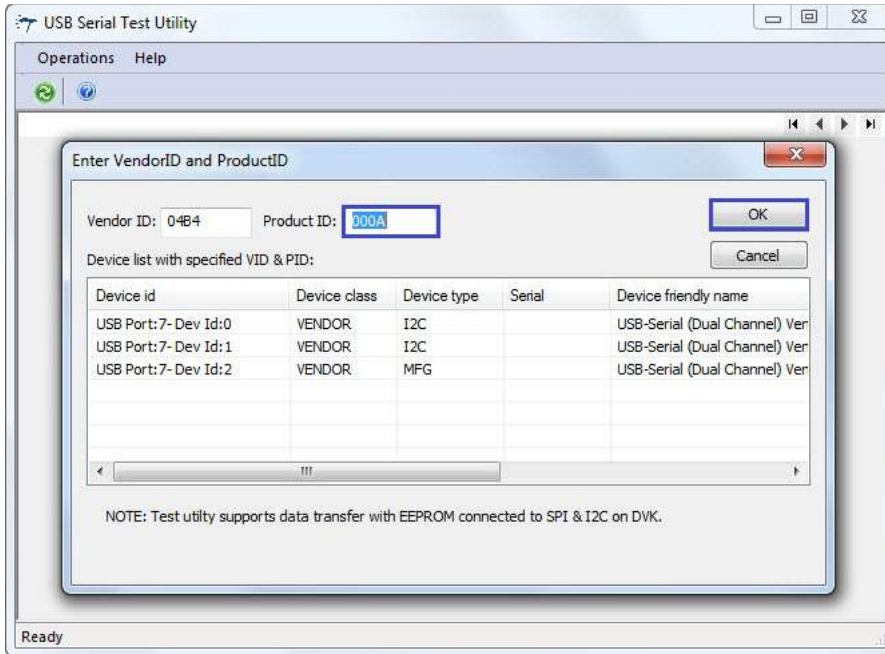 USB Serial Test Utility
Operations Help
Enter VendorID and ProductID
Vendor ID: 04B4 Product ID: 000A OK
Device list with specified VID & PID: Cancel
Device id Device class Device type Serial Device friendly name
USB Port:7- Dev Id:0 VENDOR I2C USB-Serial (Dual Channel) Ven
USB Port:7- Dev Id:1 VENDOR I2C USB-Serial (Dual Channel) Ven
USB Port:7- Dev Id:2 VENDOR MFG USB-Serial (Dual Channel) Ven
NOTE: Test utilty supports data transfer with EEPROM connected to SPI & I2C on DVK.
Ready